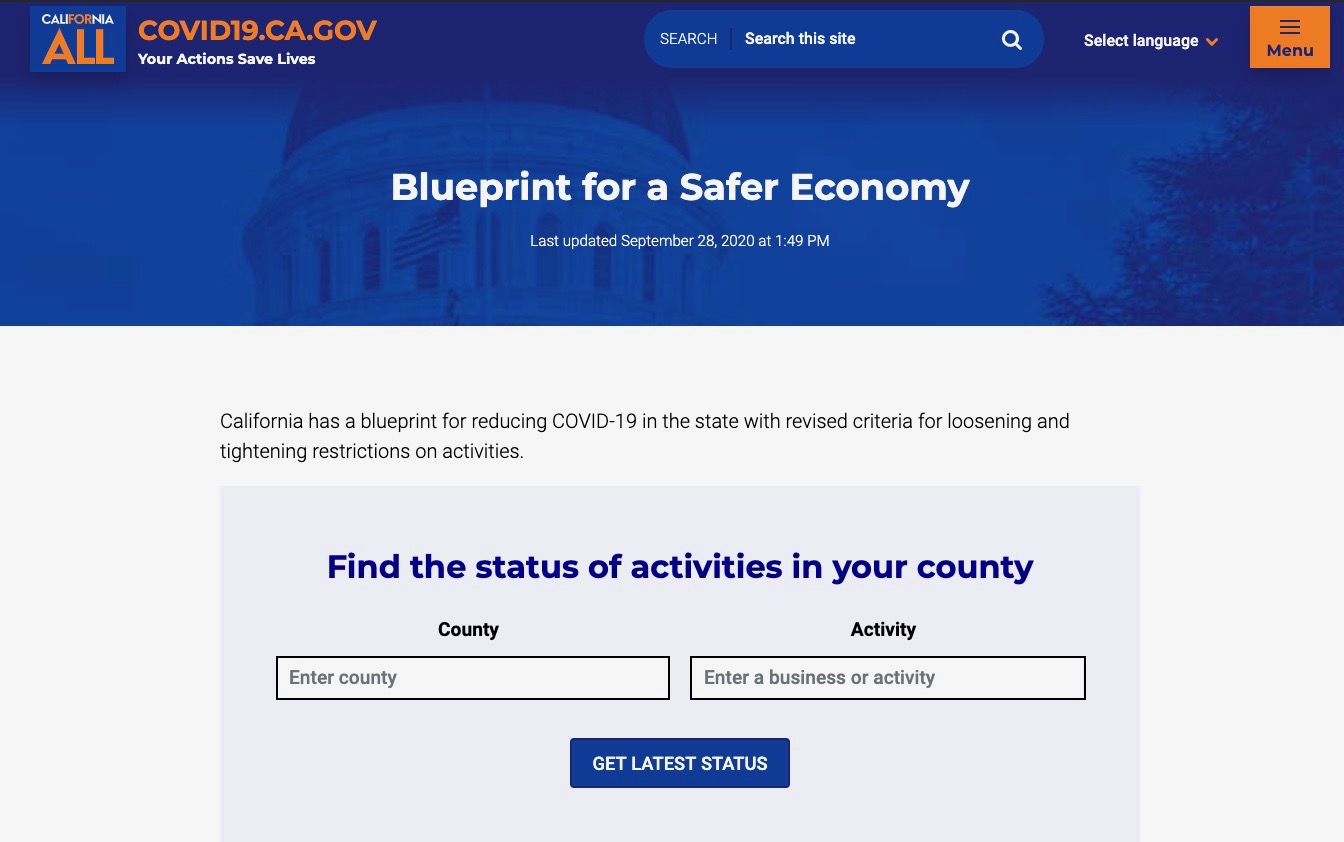 CALIFORNIA
ALL
COVID19.CA.GOV
Your Actions Save Lives
SEARCH
Search this site
Select language
Menu
Blueprint for a Safer Economy
Last updated September 28, 2020 at 1:49 PM
California has a blueprint for reducing COVID-19 in the state with revised criteria for loosening and
tightening restrictions on activities.
Find the status of activities in your county
County
Activity
Enter county
Enter a business or activity
GET LATEST STATUS